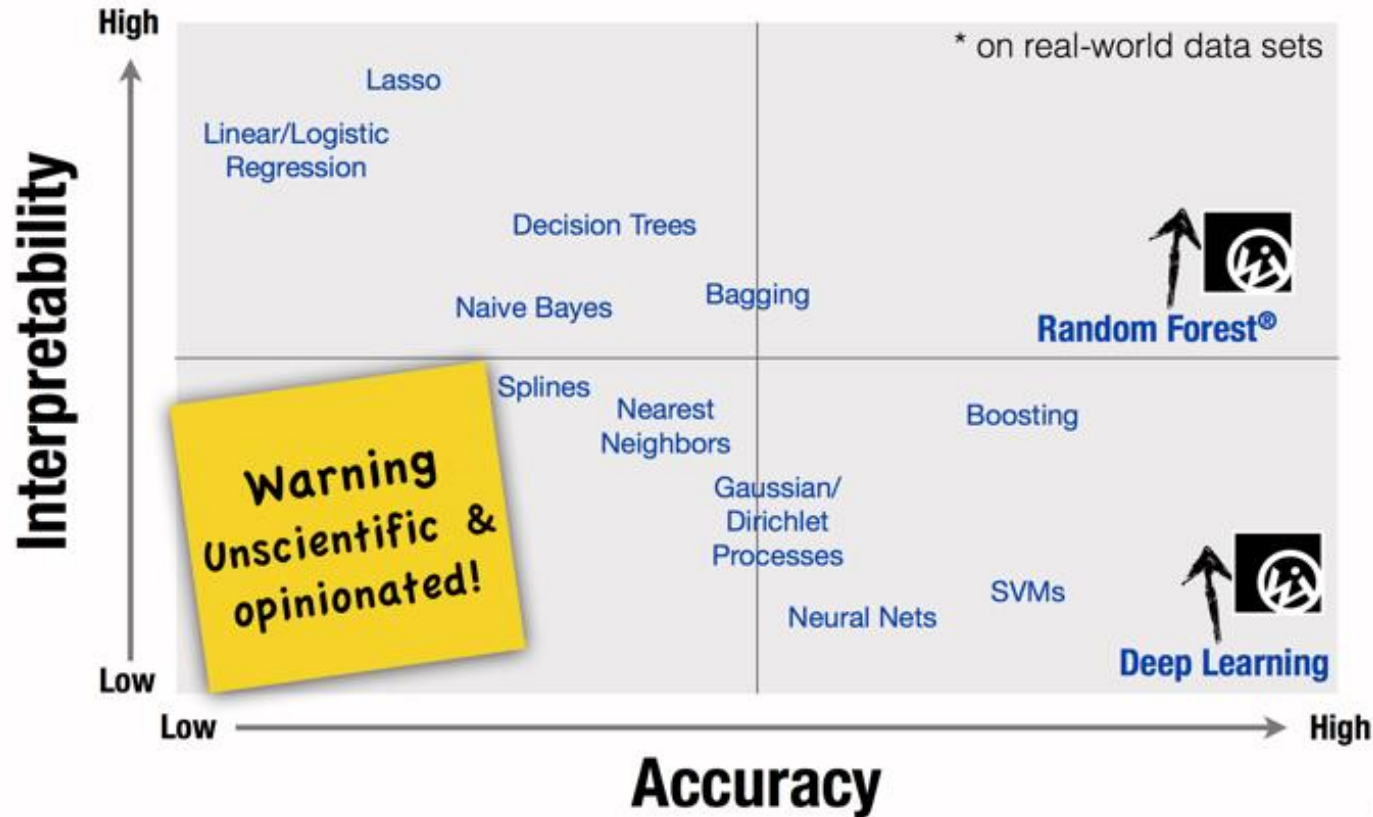 High
* on real-world data sets
Lasso
Linear/Logistic
Regression
Decision Trees
Naive Bayes
Bagging
Random Forest®
Interpretability
Splines
Nearest
Neighbors
Boosting
Warning
Unscientific &
opinionated!
Gaussian/
Dirichlet
Processes
SVMs
Neural Nets
Deep Learning
Low
Low
High
Accuracy